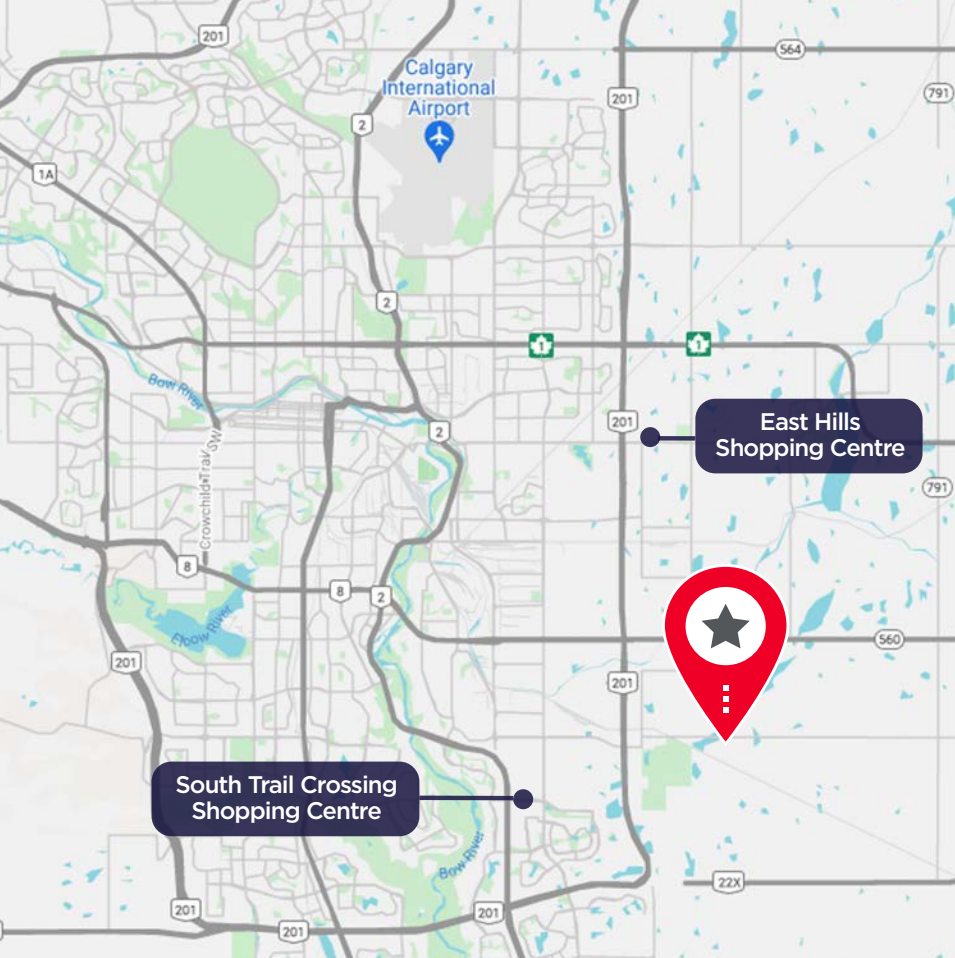 201
564
Calgary
International
Airport
791
201
2
1A
2
1
1
Bow River
201
East Hills
Shopping Centre
2
Crowchild Trail SW
791
8
8
2
Elbow River
560
201
201
South Trail Crossing
Shopping Centre
Bow River
22X
201
201
201